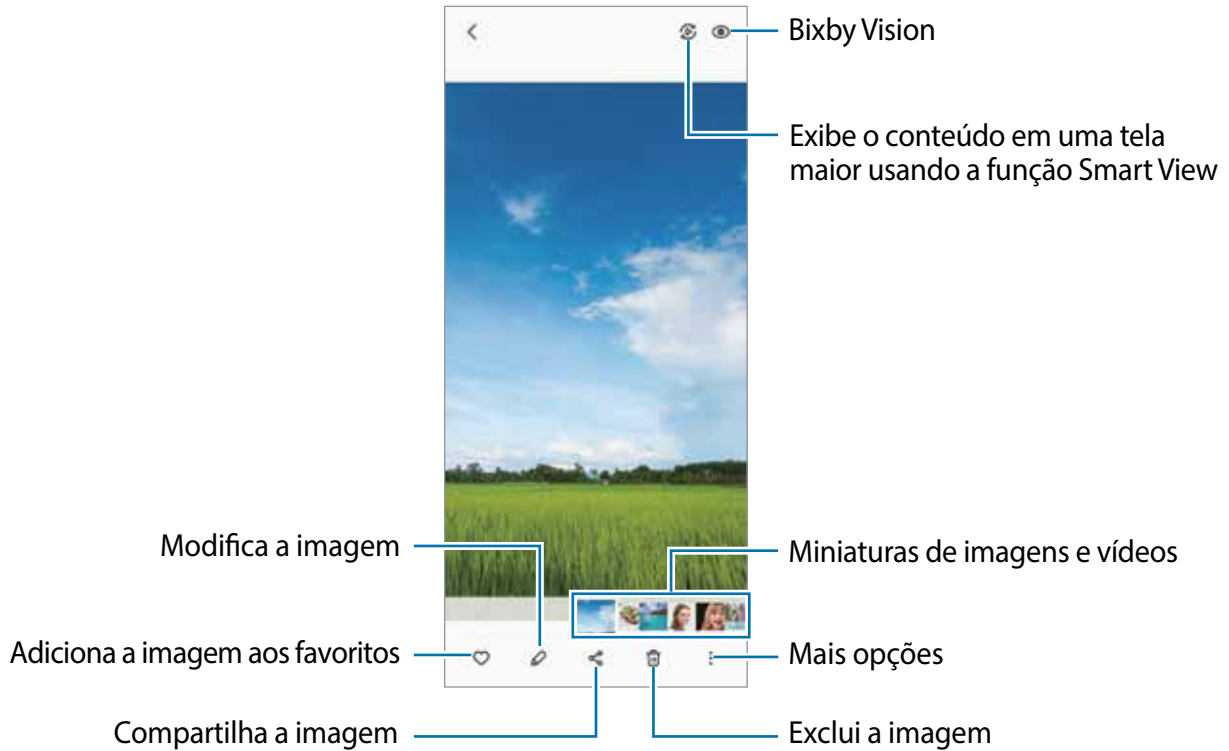 Bixby Vision
Exibe o conteúdo em uma tela
maior usando a função Smart View
Modifica a imagem
Miniaturas de imagens e vídeos
Adiciona a imagem aos favoritos
Mais opções
Compartilha a imagem
Exclui a imagem